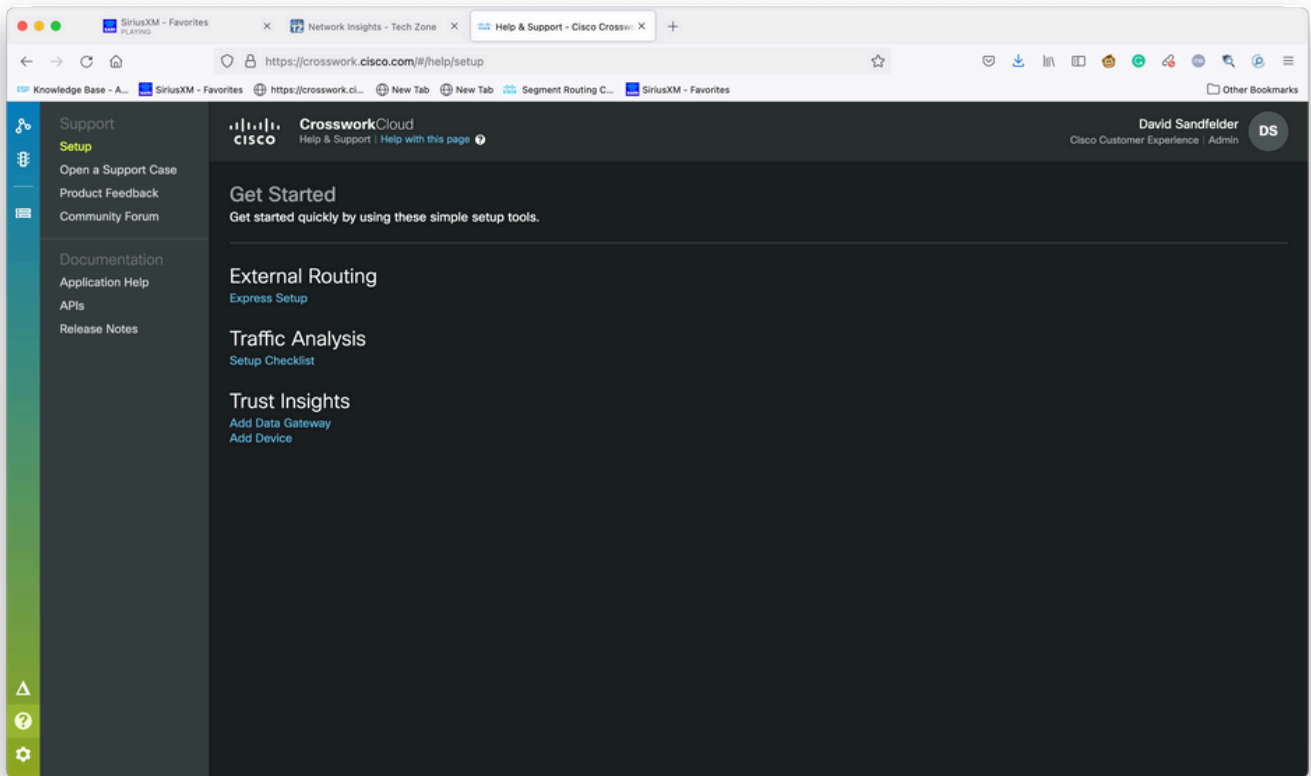 SiriusXM - Favorites
PLAYING
Network Insights - Tech Zone
Help & Support - Cisco Crosswo
https://crosswork.cisco.com/#/help/setup
Knowledge Base - A...
SiriusXM - Favorites
https://crosswork.ci...
New Tab
New Tab
Segment Routing C...
SiriusXM - Favorites
Other Bookmarks
Support
Setup
Open a Support Case
Product Feedback
Community Forum
Documentation
Application Help
APIs
Release Notes
CISCO
CrossworkCloud
Help & Support | Help with this page
David Sandfelder
Cisco Customer Experience | Admin
DS
Get Started
Get started quickly by using these simple setup tools.
External Routing
Express Setup
Traffic Analysis
Setup Checklist
Trust Insights
Add Data Gateway
Add Device